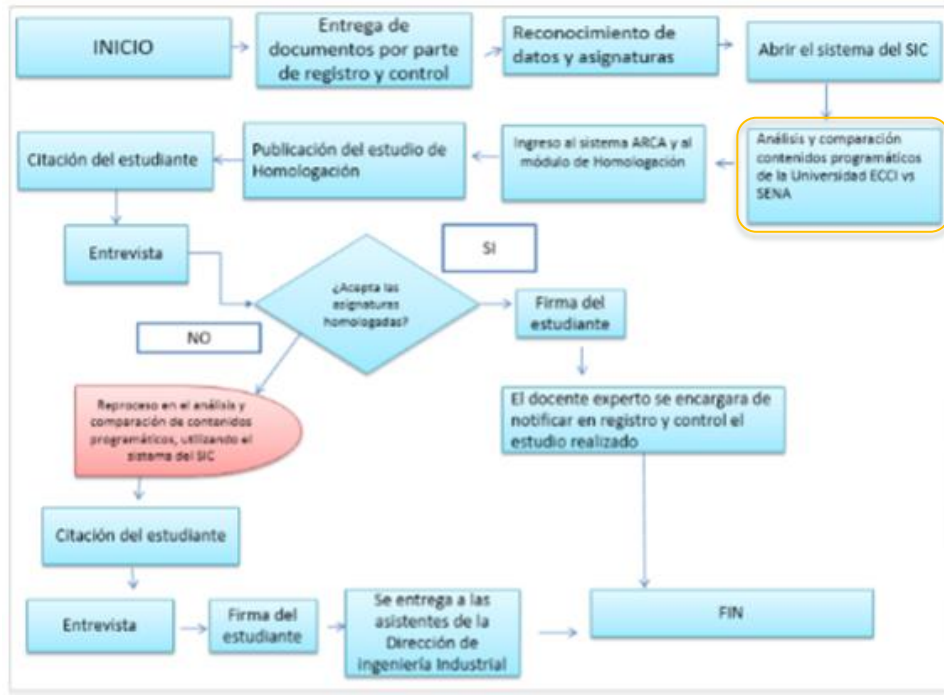 INICIO
Entrega de
documentos por parte
de registro y control
Reconocimiento de
datos y asignaturas
Abrir el sistema del SIC
Análisis y comparación
contenidos programáticos
de la Universidad ECCI vs
SENA
Ingreso al sistema ARCA y al
módulo de Homologación
Publicación del estudio de
Homologación
Citación del estudiante
Entrevista
¿Acepta las
asignaturas
homologadas?
SI
NO
Firma del
estudiante
El docente experto se encargara de
notificar en registro y control el
estudio realizado
Reproceso en el análisis y
comparación de contenidos
programáticos, utilizando el
sistema del SIC
Citación del estudiante
Entrevista
Firma del
estudiante
Se entrega a las
asistentes de la
Dirección de
ingeniería Industrial
FIN